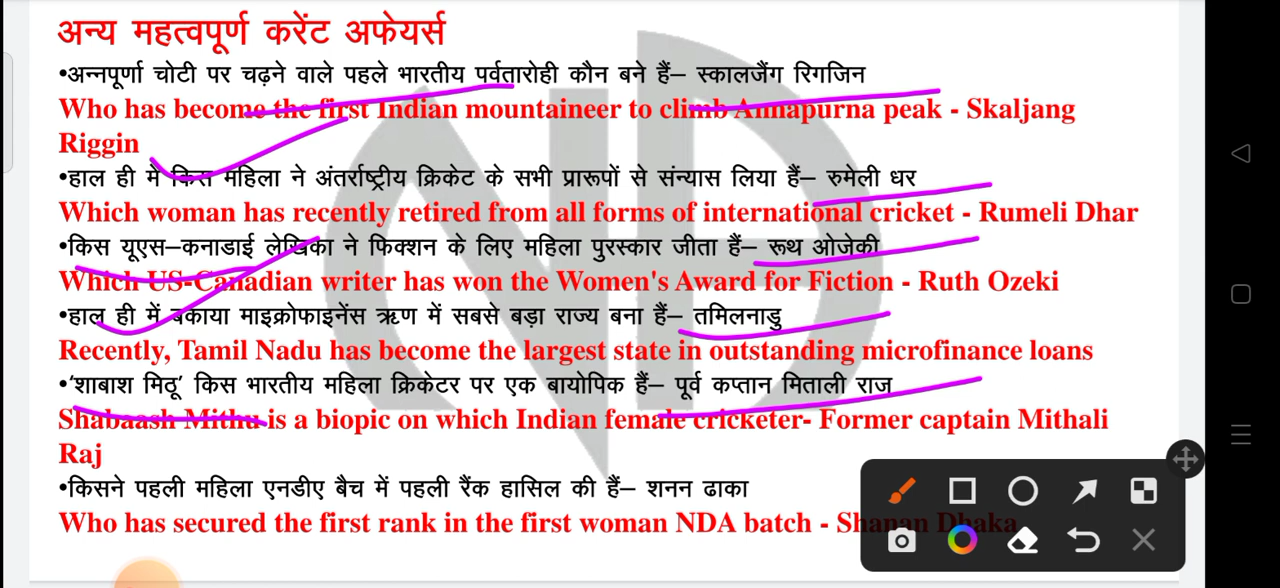 अन्य महत्वपूर्ण करेंट अफेयर्स
•अन्नपूर्णा चोटी पर चढ़ने वाले पहले भारतीय पर्वतारोही कौन बने हैं– स्कालजैंग रिगजिन
Who has become the first Indian mountaineer to climb Annapurna peak - Skaljang
Riggin
•हाल ही में किस महिला ने अंतर्राष्ट्रीय क्रिकेट के सभी प्रारूपों से संन्यास लिया हैं– रुमेली धर
Which woman has recently retired from all forms of international cricket - Rumeli Dhar
•किस यूएस–कनाडाई लेखिका ने फिक्शन के लिए महिला पुरस्कार जीता हैं– रूथ ओजेकी
Which US-Canadian writer has won the Women's Award for Fiction - Ruth Ozeki
•हाल ही में बकाया माइक्रोफाइनेंस ऋण में सबसे बड़ा राज्य बना हैं– तमिलनाडु
Recently, Tamil Nadu has become the largest state in outstanding microfinance loans
•‘शाबाश मिठू’ किस भारतीय महिला क्रिकेटर पर एक बायोपिक हैं– पूर्व कप्तान मिताली राज
Shabaash Mithu is a biopic on which Indian female cricketer- Former captain Mithali
Raj
•किसने पहली महिला एनडीए बैच में पहली रैंक हासिल की हैं– शनन ढाका
Who has secured the first rank in the first woman NDA batch - Shanan Dhaka